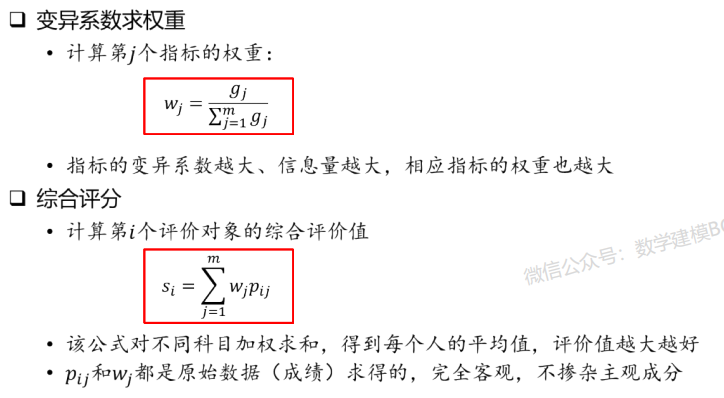 ❑ 变异系数求权重
• 计算第j个指标的权重：
w_j = g_j / ∑_{j=1}^{m} g_j
• 指标的变异系数越大、信息量越大，相应指标的权重也越大
❑ 综合评分
• 计算第i个评价对象的综合评价值
微信公众号：数学建模BO
s_i = ∑_{j=1}^{m} w_j p_{ij}
• 该公式对不同科目加权求和，得到每个人的平均值，评价值越大越好
• p_{ij}和w_j都是原始数据（成绩）求得的，完全客观，不掺杂主观成分